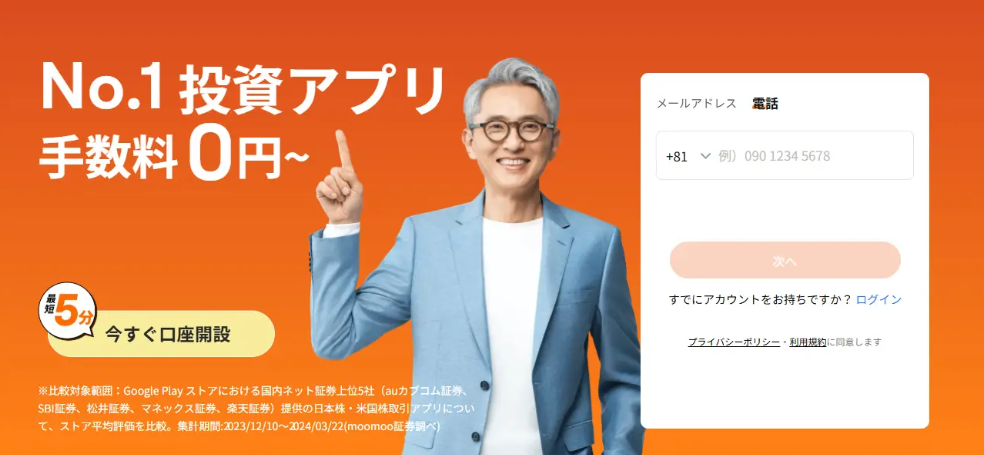 No.1 投資アプリ
手数料0円~
最短5分
今すぐ口座開設
※比較対象範囲：Google Play ストアにおける国内ネット証券上位5社（auカブコム証券、
SBI証券、松井証券、マネックス証券、楽天証券）提供の日本株・米国株取引アプリについ
て、ストア平均評価を比較。集計期間:2023/12/10～2024/03/22(moomoo証券調べ)
メールアドレス 電話
+81 例）090 1234 5678
次へ
すでにアカウントをお持ちですか？ ログイン
プライバシーポリシー・利用規約に同意します